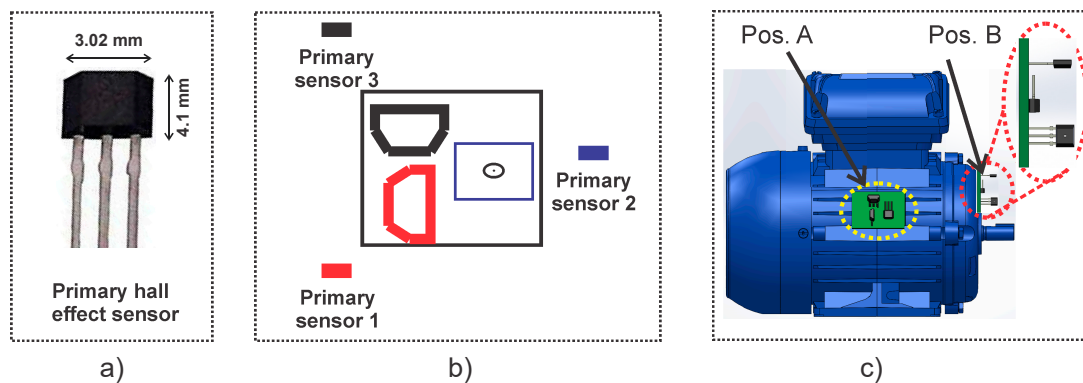 3.02 mm
4.1 mm
Primary hall
effect sensor
a)
Primary
sensor 3
Primary
sensor 2
Primary
sensor 1
b)
Pos. A
Pos. B
c)